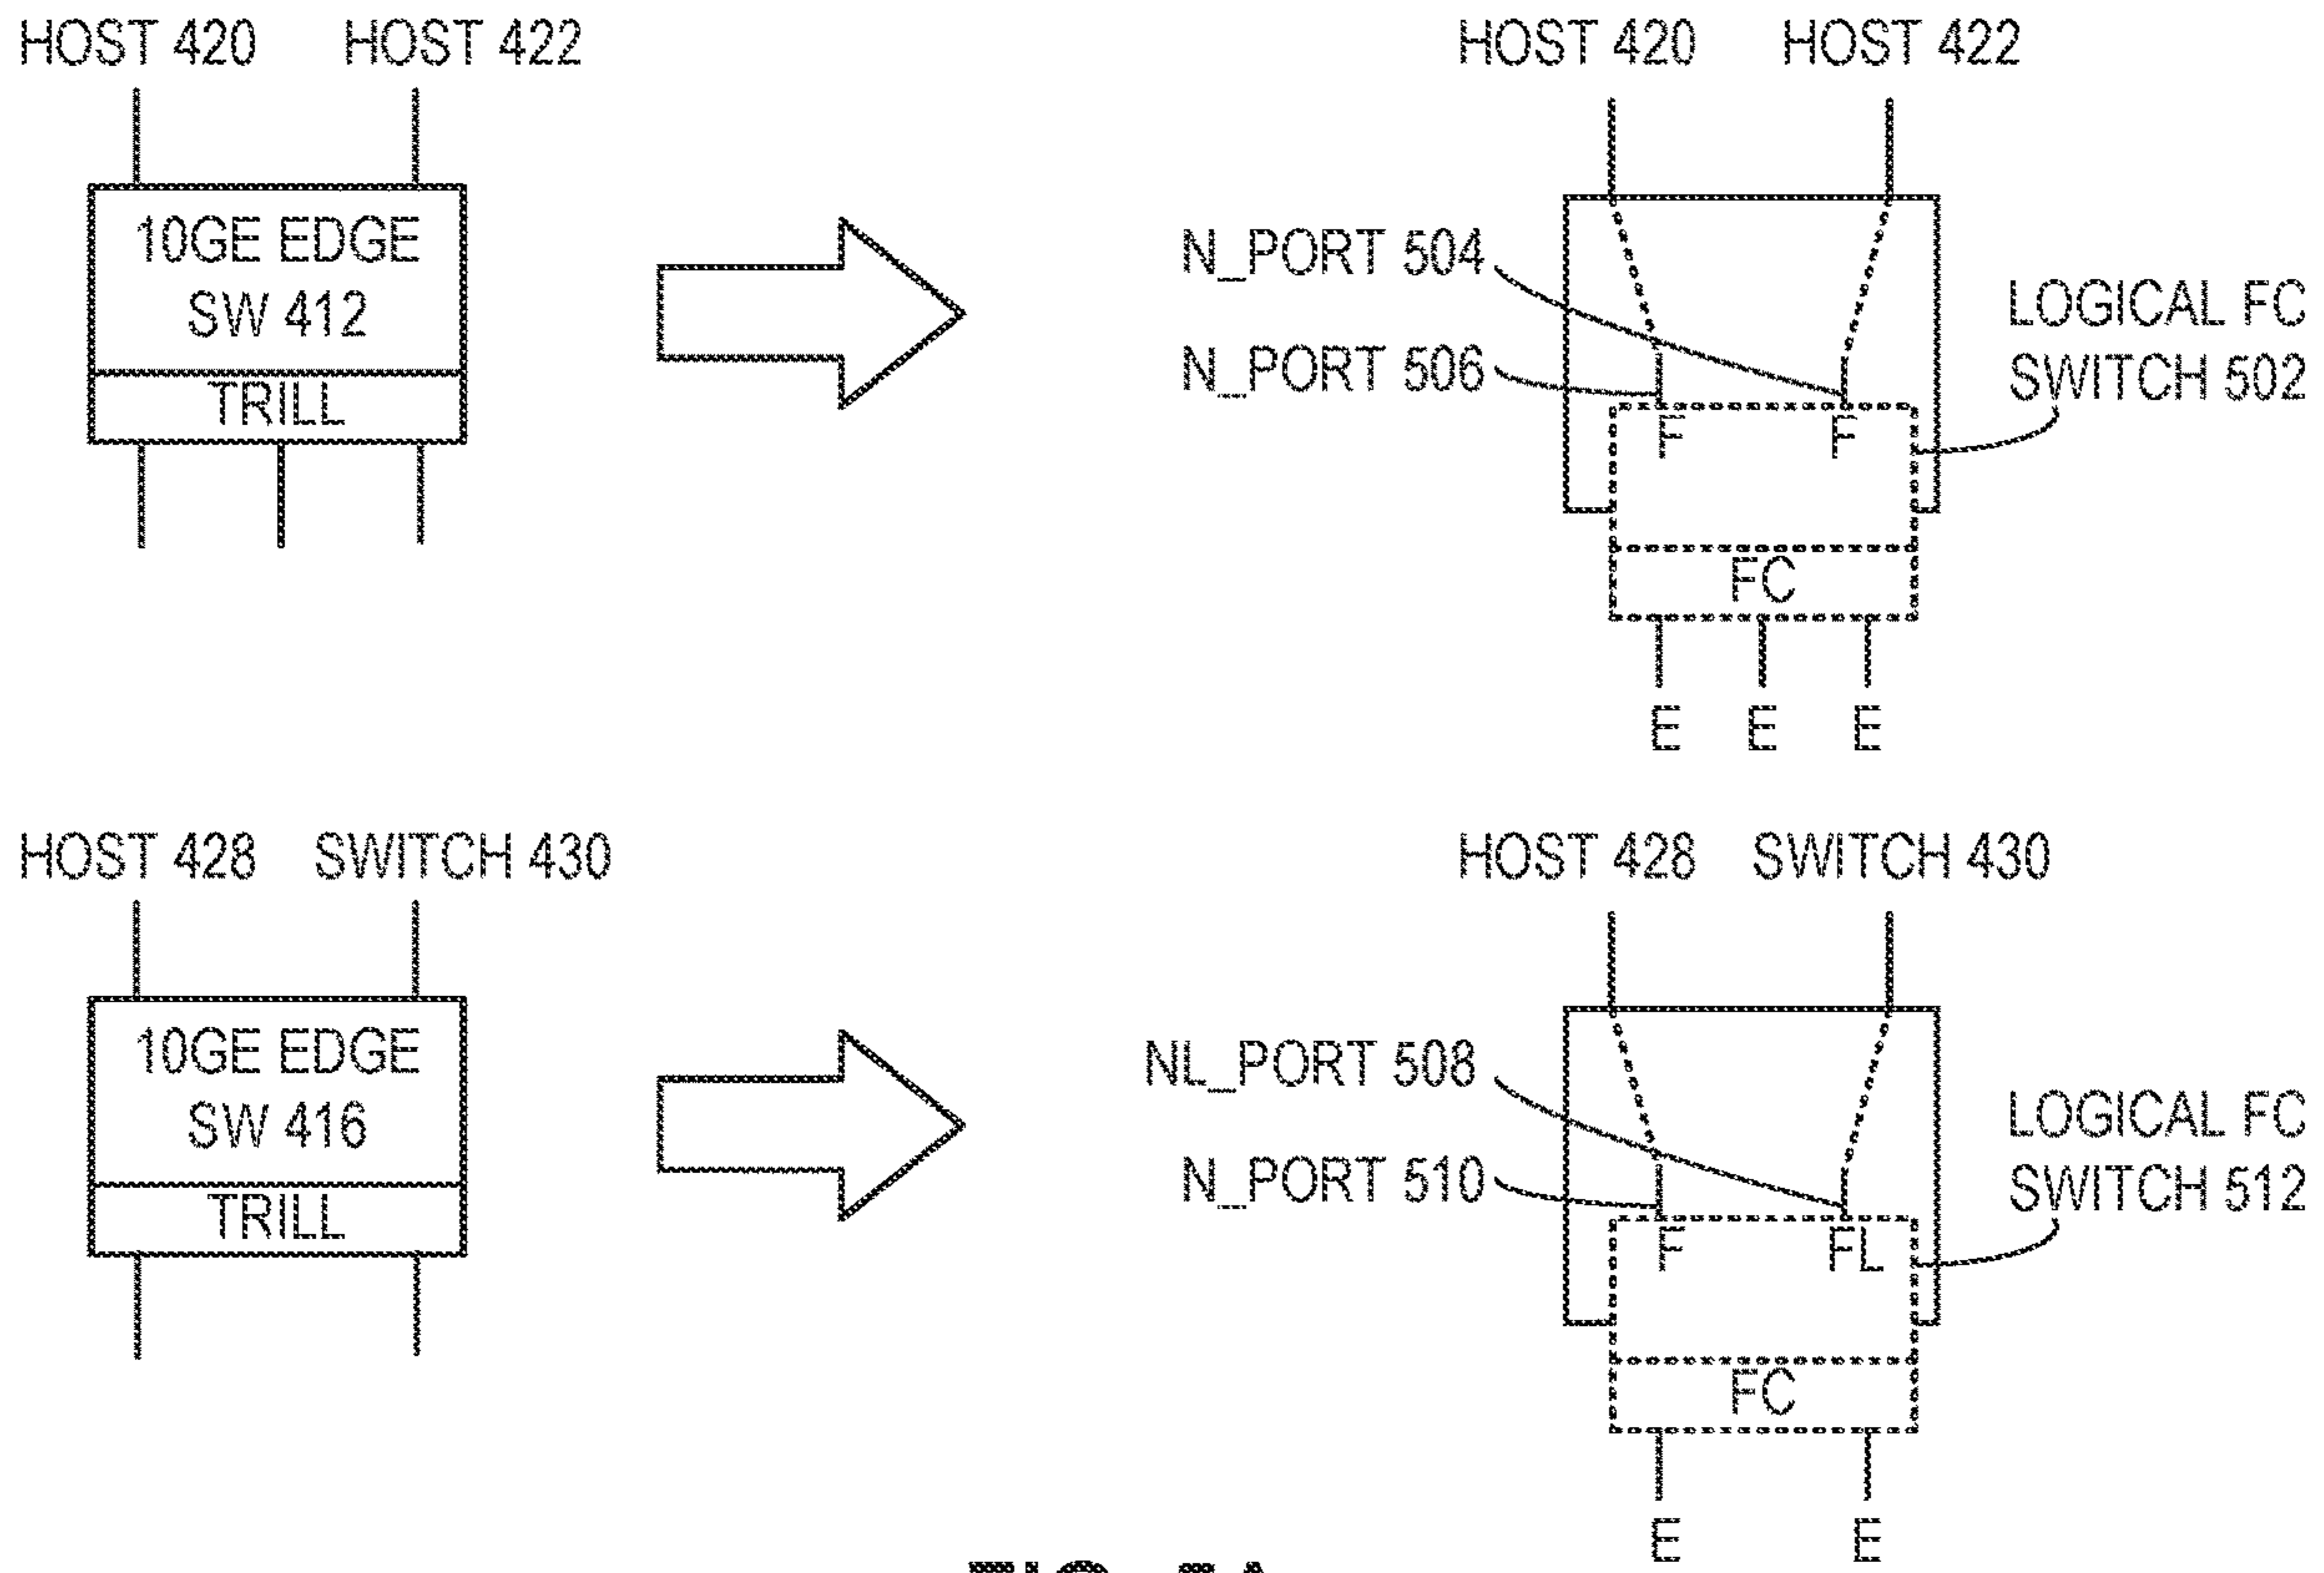 HOST 420 HOST 422
10GE EDGE
SW 412
TRILL
HOST 420 HOST 422
N_PORT 504
N_PORT 506
LOGICAL FC
SWITCH 502
F F
FC
E E E
HOST 428 SWITCH 430
10GE EDGE
SW 416
TRILL
HOST 428 SWITCH 430
NL_PORT 508
N_PORT 510
LOGICAL FC
SWITCH 512
F FL
FC
E E